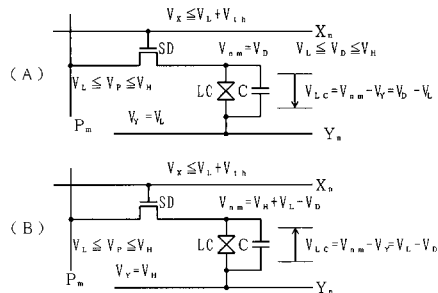 (A)
V_X ≦ V_L + V_th
X_n
SD
V_nm = V_D
V_L ≦ V_D ≦ V_H
V_L ≦ V_P ≦ V_H
LC
C
V_LC = V_nm − V_Y = V_D − V_L
P_m
V_Y = V_L
Y_n
(B)
V_X ≦ V_L + V_th
X_n
SD
V_nm = V_H + V_L − V_D
V_L ≦ V_P ≦ V_H
LC
C
V_LC = V_nm − V_Y = V_L − V_D
V_Y = V_H
P_m
Y_n